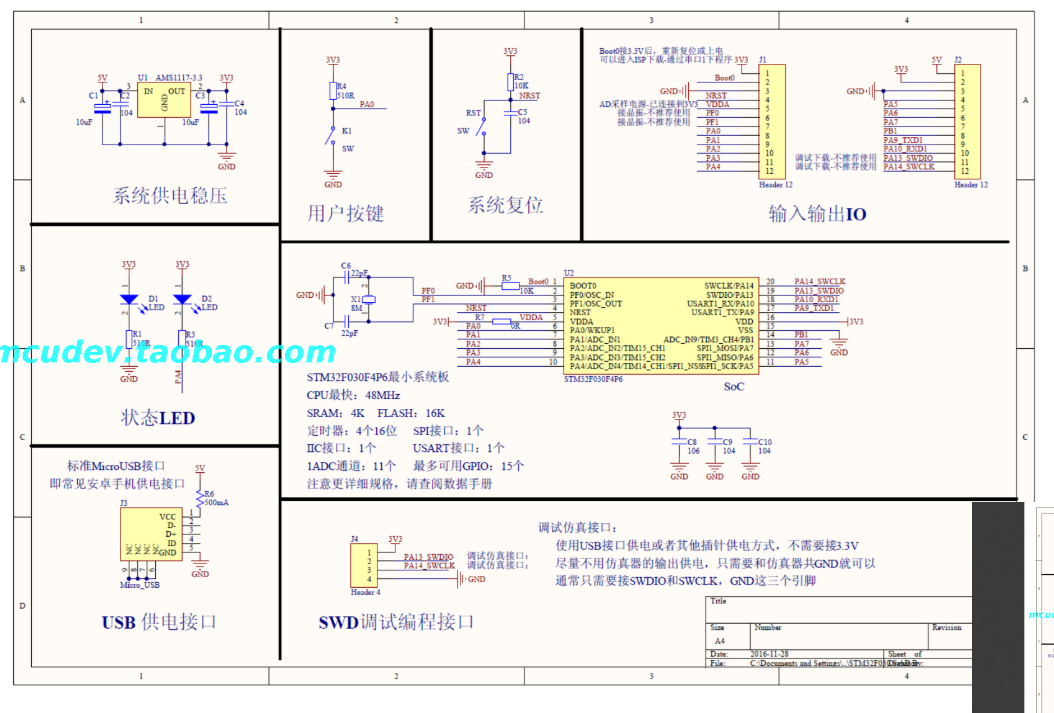 1 2 3 4
A
5V
U1 AMS1117-3.3
3V3
IN OUT
GND
3
2
1
C1
C2
C3
C4
10uF
104
10uF
104
GND
系统供电稳压
3V3
R4
510R
PA0
K1
SW
GND
用户按键
3V3
R2
10K
NRST
RST
SW
C5
104
GND
系统复位
Boot0接3.3V后，重新复位或上电
可以进入ISP下载-通过串口1下程序
3V3
J1
Boot0
GND
NRST
AD采样电源-已连接到3V3 VDDA
接晶振-不推荐使用 PF0
接晶振-不推荐使用 PF1
PA0
PA1
PA2
PA3
PA4
1
2
3
4
5
6
7
8
9
10
11
12
Header 12
5V
J2
3V3
GND
PA5
PA6
PA7
PB1
PA9_TXD1
PA10_RXD1
调试下载-不推荐使用 PA13_SWDIO
调试下载-不推荐使用 PA14_SWCLK
1
2
3
4
5
6
7
8
9
10
11
12
Header 12
输入输出IO
A
B
3V3
3V3
D1
LED
D2
LED
2
2
R1
510R
R3
510R
GND
PA4
状态LED
mcudev.taobao.com
C6
22pF
GND
X1
8M
2
1
C7
22pF
PF0
PF1
GND
R5
10K
Boot0
NRST
3V3
R7
0R
VDDA
PA0
PA1
PA2
PA3
PA4
U2
1 BOOT0
2 PF0/OSC_IN
3 PF1/OSC_OUT
4 NRST
5 VDDA
6 PA0/WKUP1
7 PA1/ADC_IN1
8 PA2/ADC_IN2/TIM15_CH1
9 PA3/ADC_IN3/TIM15_CH2
10 PA4/ADC_IN4/TIM14_CH1/SPI1_NSS
SWCLK/PA14 20 PA14_SWCLK
SWDIO/PA13 19 PA13_SWDIO
USART1_RX/PA10 18 PA10_RXD1
USART1_TX/PA9 17 PA9_TXD1
VDD 16 3V3
VSS 15
ADC_IN9/TIM3_CH4/PB1 14 PB1
SPI1_MOSI/PA7 13 PA7
SPI1_MISO/PA6 12 PA6
SPI1_SCK/PA5 11 PA5
GND
STM32F030F4P6
SoC
STM32F030F4P6最小系统板
CPU最快：48MHz
SRAM：4K FLASH：16K
定时器：4个16位 SPI接口：1个
IIC接口：1个 USART接口：1个
1ADC通道：11个 最多可用GPIO：15个
注意更详细规格，请查阅数据手册
3V3
C8
106
C9
104
C10
104
GND GND GND
B
C
C
标准MicroUSB接口
即常见安卓手机供电接口
5V
R6
500mA
J3
VCC 1
D- 2
D+ 3
ID 4
GND 5
NC NC NC NC
9 8 7 6
Micro_USB
GND
USB 供电接口
J4
3V3
1
2 PA13_SWDIO 调试仿真接口：
3 PA14_SWCLK 调试仿真接口：
4 GND
Header 4
SWD调试编程接口
调试仿真接口：
使用USB接口供电或者其他插针供电方式，不需要接3.3V
尽量不用仿真器的输出供电，只需要和仿真器共GND就可以
通常只需要接SWDIO和SWCLK，GND这三个引脚
D
Title
Size Number Revision
A4
Date: 2016-11-28 Sheet of
File: C:\Documents and Settings\..\STM32F030
1 2 3 4
mcu